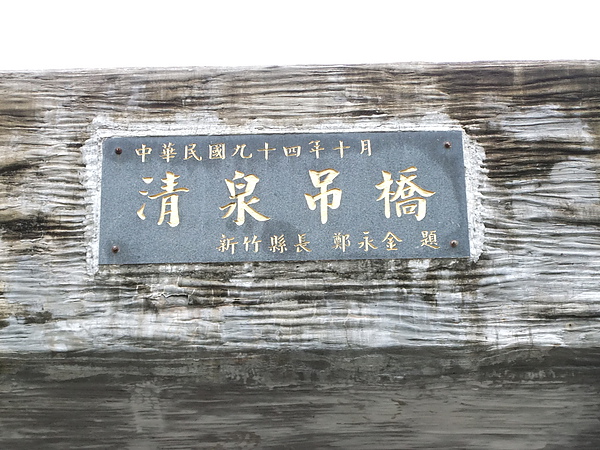 中華民國九十四年十月
清泉吊橋
新竹縣長 鄭永金 題